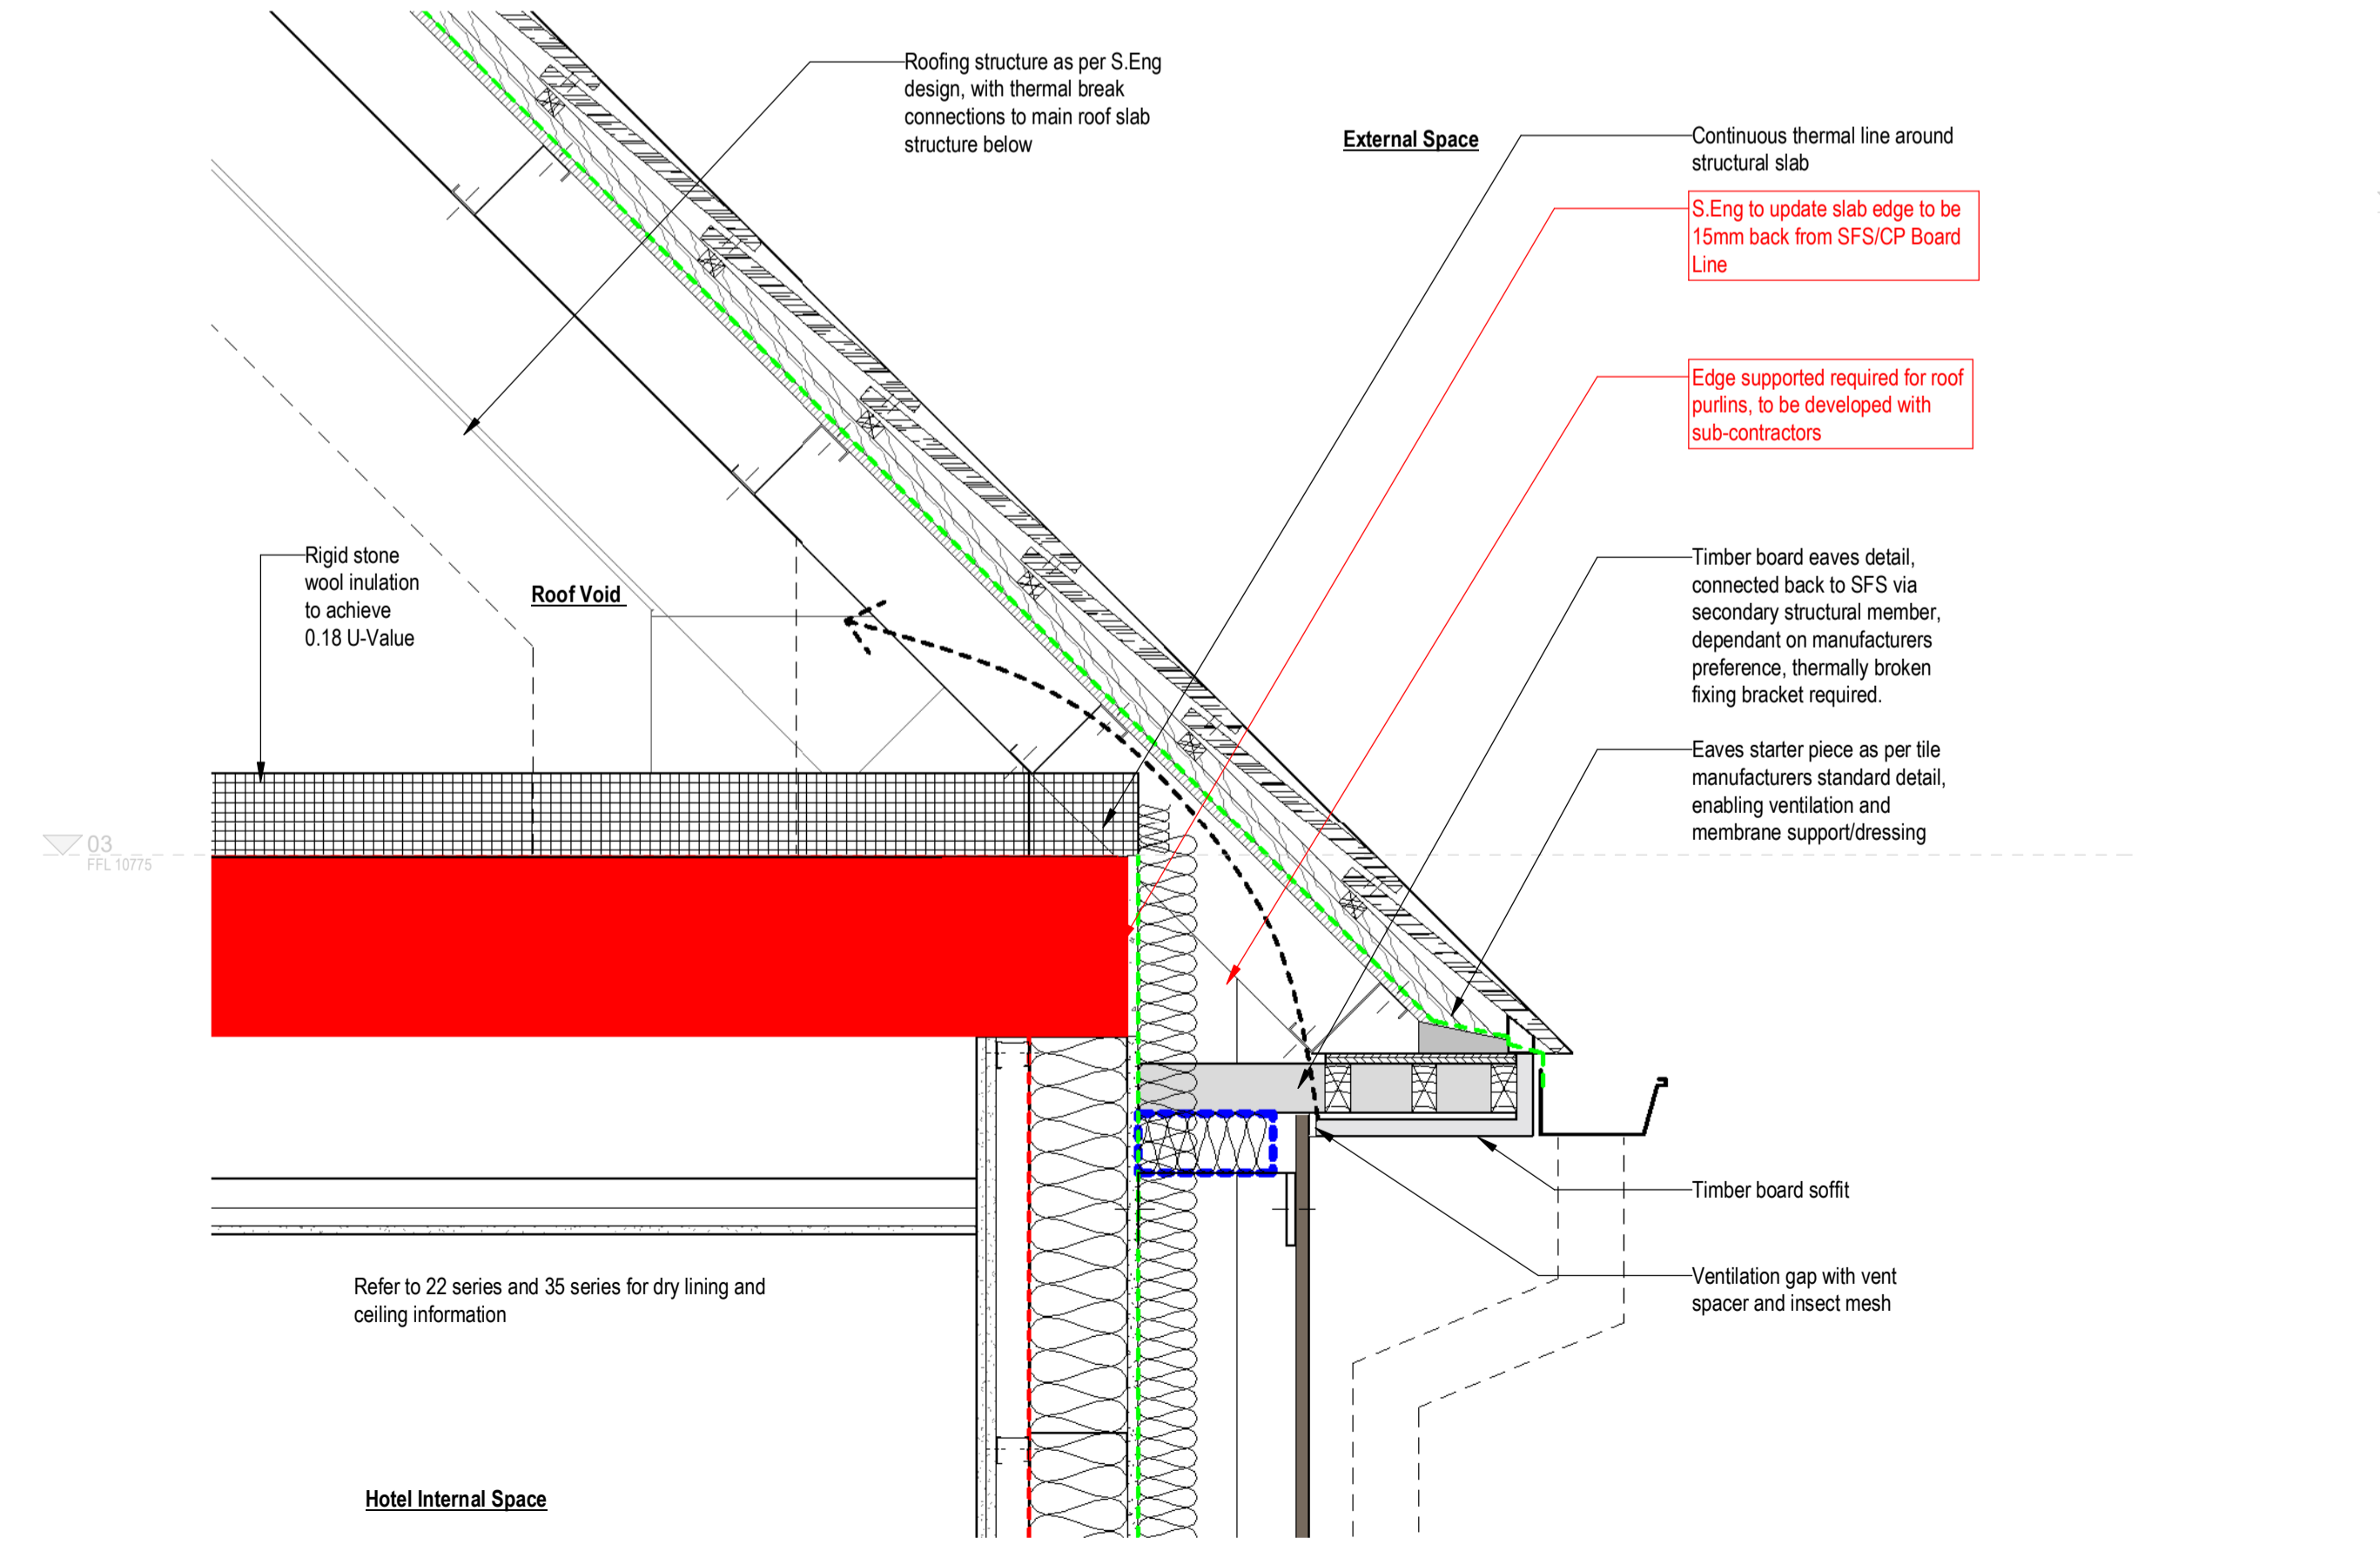 Roofing structure as per S.Eng
design, with thermal break
connections to main roof slab
structure below
External Space
Continuous thermal line around
structural slab
S.Eng to update slab edge to be
15mm back from SFS/CP Board
Line
Edge supported required for roof
purlins, to be developed with
sub-contractors
Rigid stone
wool inulation
to achieve
0.18 U-Value
Roof Void
Timber board eaves detail,
connected back to SFS via
secondary structural member,
dependant on manufacturers
preference, thermally broken
fixing bracket required.
Eaves starter piece as per tile
manufacturers standard detail,
enabling ventilation and
membrane support/dressing
03
FFL 10775
Timber board soffit
Ventilation gap with vent
spacer and insect mesh
Refer to 22 series and 35 series for dry lining and
ceiling information
Hotel Internal Space